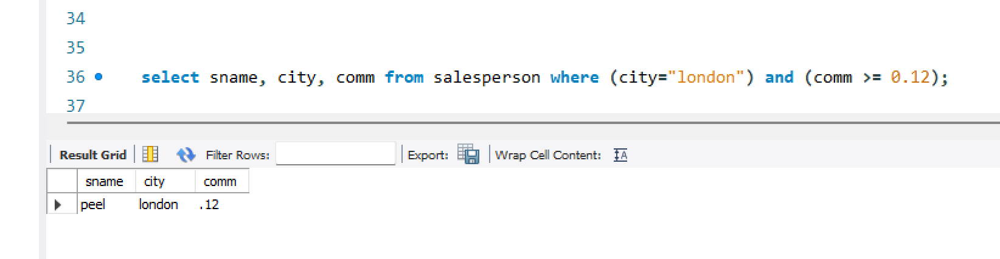 34
35
36 select sname, city, comm from salesperson where (city="london") and (comm >= 0.12);
37
Result Grid Filter Rows: Export: Wrap Cell Content: IA
sname city comm
peel london .12